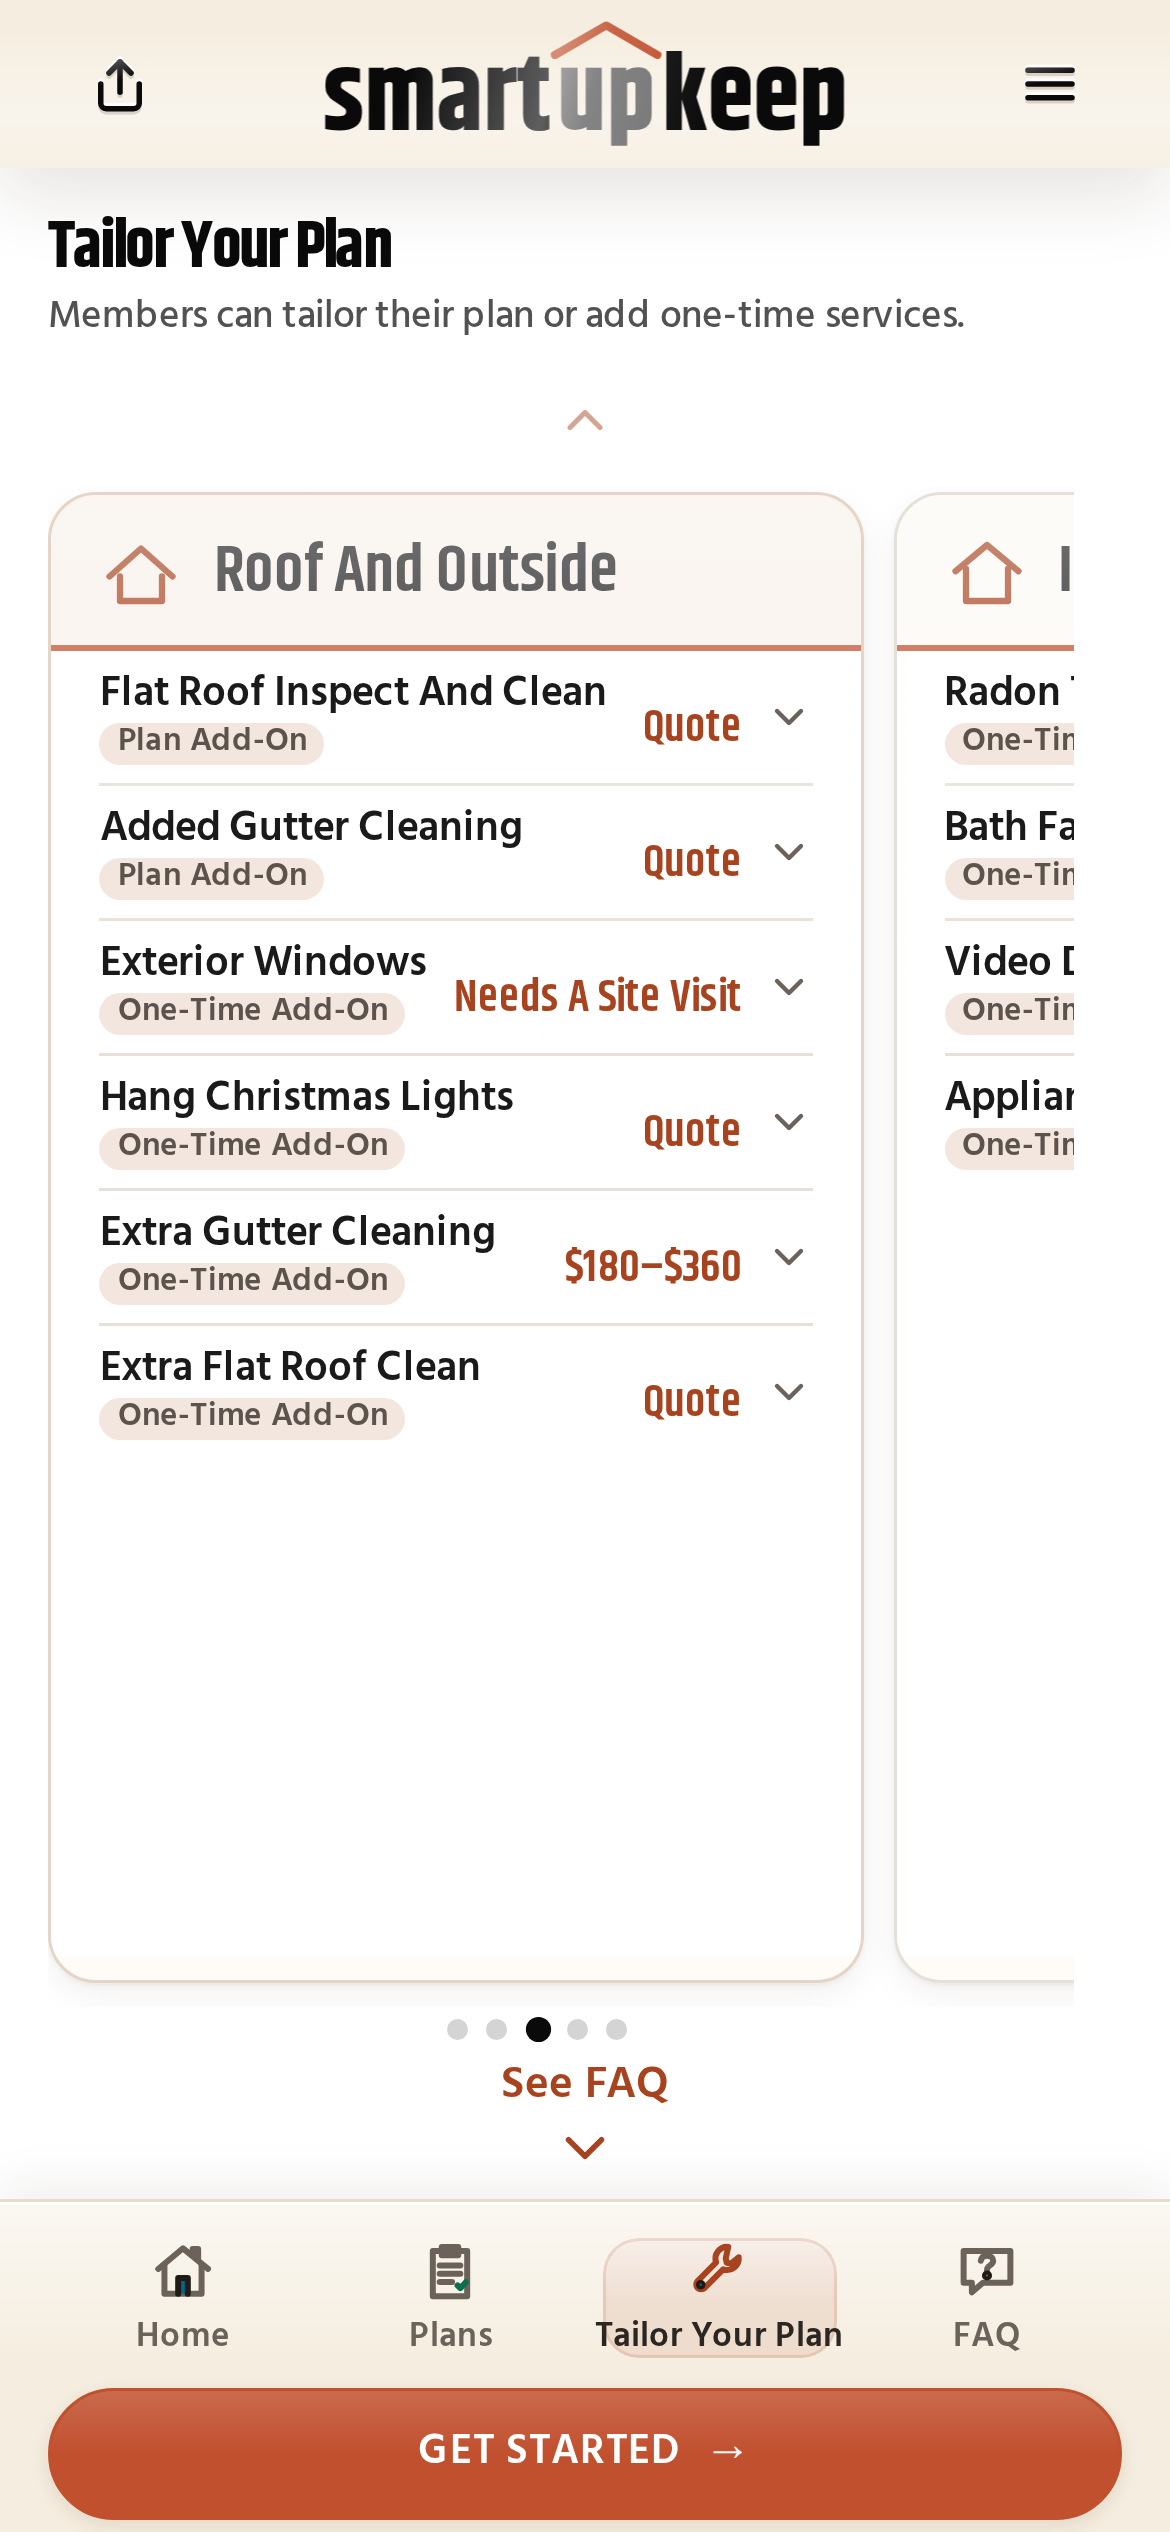 smartupkeep
Tailor Your Plan
Members can tailor their plan or add one-time services.
Roof And Outside
Flat Roof Inspect And Clean
Plan Add-On
Quote
Added Gutter Cleaning
Plan Add-On
Quote
Exterior Windows
One-Time Add-On
Needs A Site Visit
Hang Christmas Lights
One-Time Add-On
Quote
Extra Gutter Cleaning
One-Time Add-On
$180–$360
Extra Flat Roof Clean
One-Time Add-On
Quote
Radon
Bath
Video
See FAQ
Home
Plans
Tailor Your Plan
FAQ
GET STARTED →